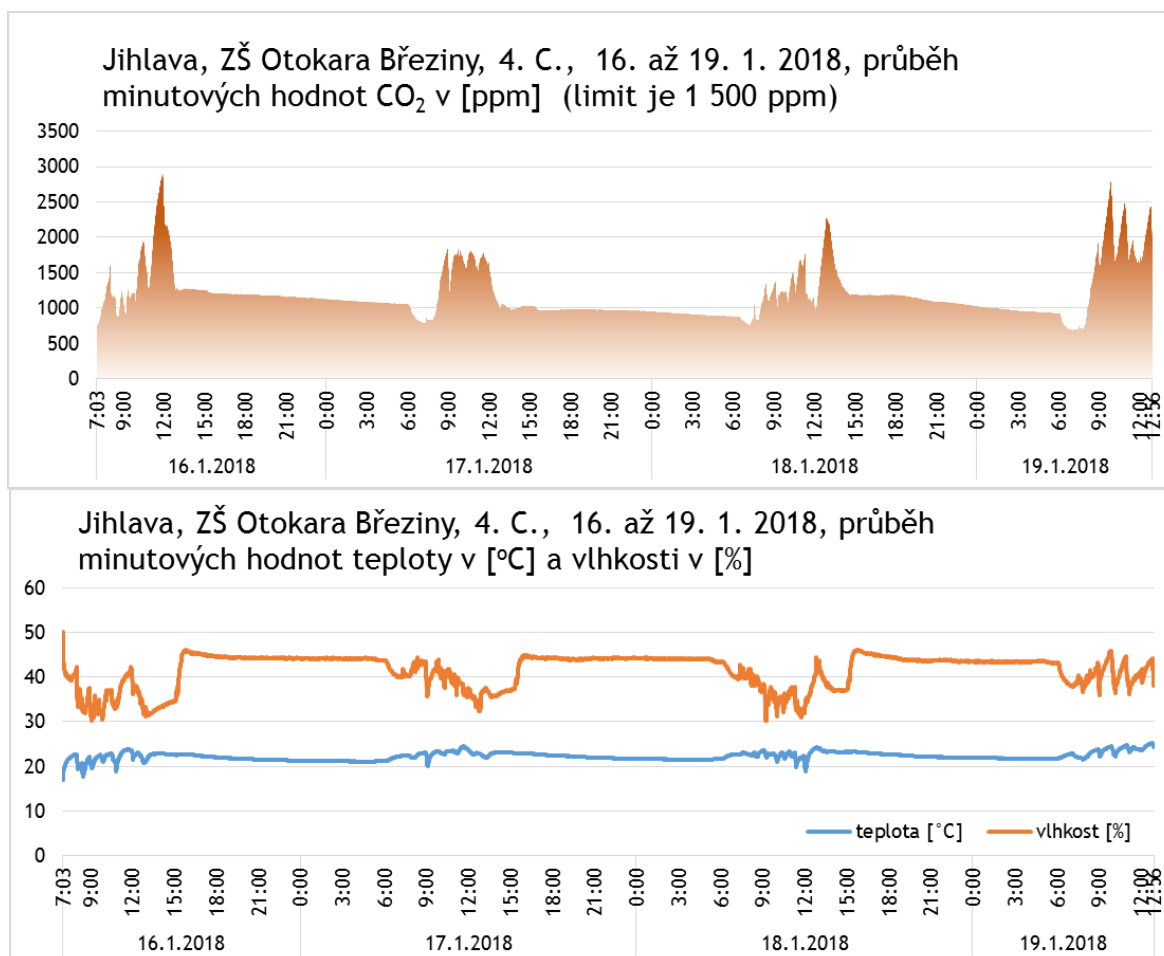 Jihlava, ZŠ Otokara Březiny, 4. C., 16. až 19. 1. 2018, průběh
minutových hodnot CO₂ v [ppm] (limit je 1 500 ppm)
3500
3000
2500
2000
1500
1000
500
0
7:03 9:00 12:00 15:00 18:00 21:00 0:00 3:00 6:00 9:00 12:00 15:00 18:00 21:00 0:00 3:00 6:00 9:00 12:00 15:00 18:00 21:00 0:00 3:00 6:00 9:00 12:00 12:56
16.1.2018 17.1.2018 18.1.2018 19.1.2018
Jihlava, ZŠ Otokara Březiny, 4. C., 16. až 19. 1. 2018, průběh
minutových hodnot teploty v [°C] a vlhkosti v [%]
60
50
40
30
20
10
0
teplota [°C] vlhkost [%]
7:03 9:00 12:00 15:00 18:00 21:00 0:00 3:00 6:00 9:00 12:00 15:00 18:00 21:00 0:00 3:00 6:00 9:00 12:00 15:00 18:00 21:00 0:00 3:00 6:00 9:00 12:00 12:56
16.1.2018 17.1.2018 18.1.2018 19.1.2018